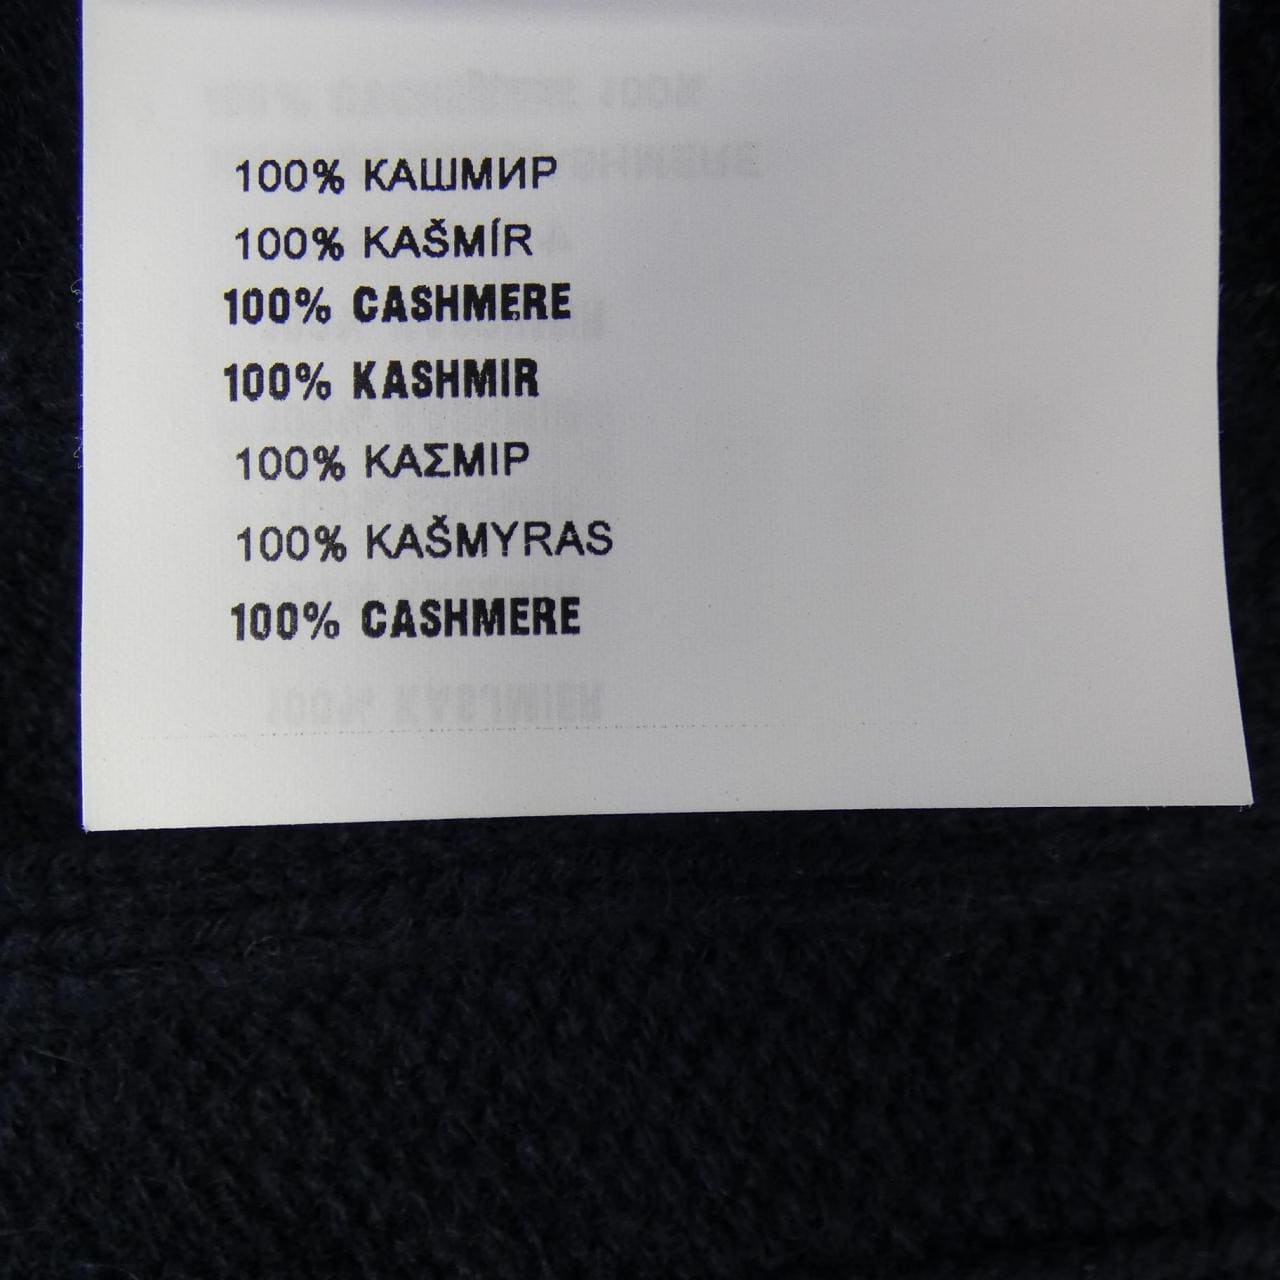 100% КАШМИР
100% KAŠMÍR
100% CASHMERE
100% KASHMIR
100% ΚΑΣΜΙΡ
100% KAŠMYRAS
100% CASHMERE